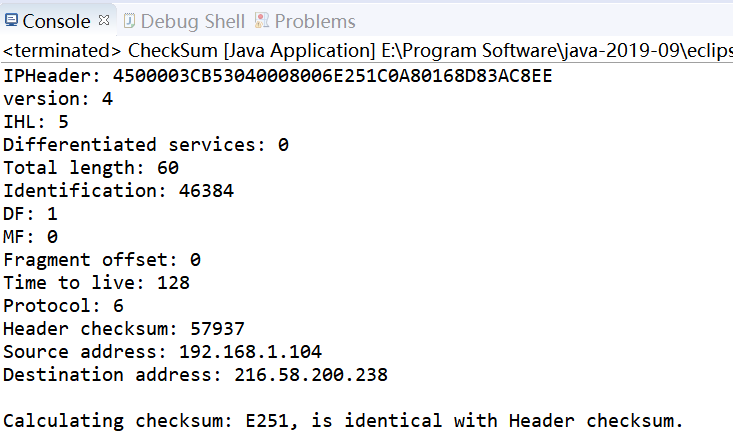 Console Debug Shell Problems
<terminated> CheckSum [Java Application] E:\Program Software\java-2019-09\eclips
IPHeader: 4500003CB53040008006E251C0A80168D83AC8EE
version: 4
IHL: 5
Differentiated services: 0
Total length: 60
Identification: 46384
DF: 1
MF: 0
Fragment offset: 0
Time to live: 128
Protocol: 6
Header checksum: 57937
Source address: 192.168.1.104
Destination address: 216.58.200.238
Calculating checksum: E251, is identical with Header checksum.